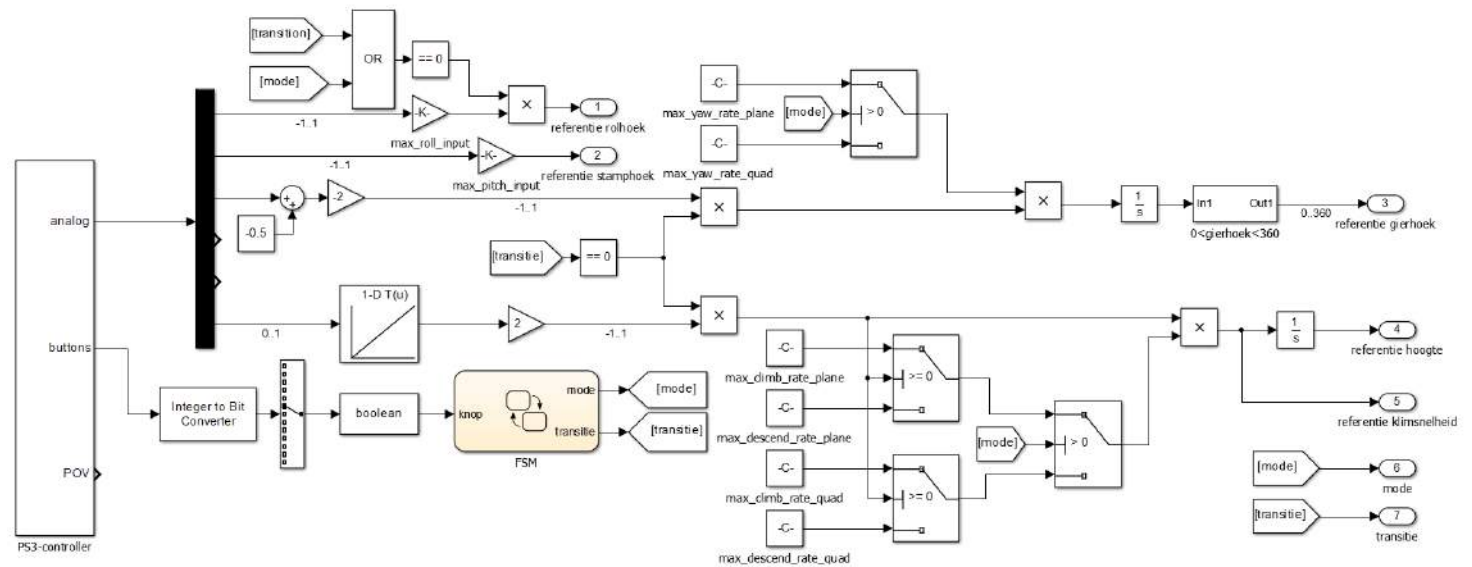 [transition]
[mode]
OR
== 0
×
1
referentie rolhoek
-1..1
-K-
max_roll_input
-1..1
-K-
max_pitch_input
2
referentie stamphoek
-C-
max_yaw_rate_plane
[mode]
> 0
-C-
max_yaw_rate_quad
analog
+
+
-2
-1..1
-0.5
×
×
1
s
In1
Out1
0<gierhoek<360
0..360
3
referentie gierhoek
[transitie]
== 0
0..1
1-D T(u)
2
-1..1
×
×
1
s
4
referentie hoogte
5
referentie klimsnelheid
buttons
Integer to Bit
Converter
boolean
knop
mode
transitie
FSM
[mode]
[transitie]
-C-
max_climb_rate_plane
>= 0
-C-
max_descend_rate_plane
[mode]
> 0
-C-
max_climb_rate_quad
>= 0
-C-
max_descend_rate_quad
POV
PS3-controller
[mode]
6
mode
[transitie]
7
transitie